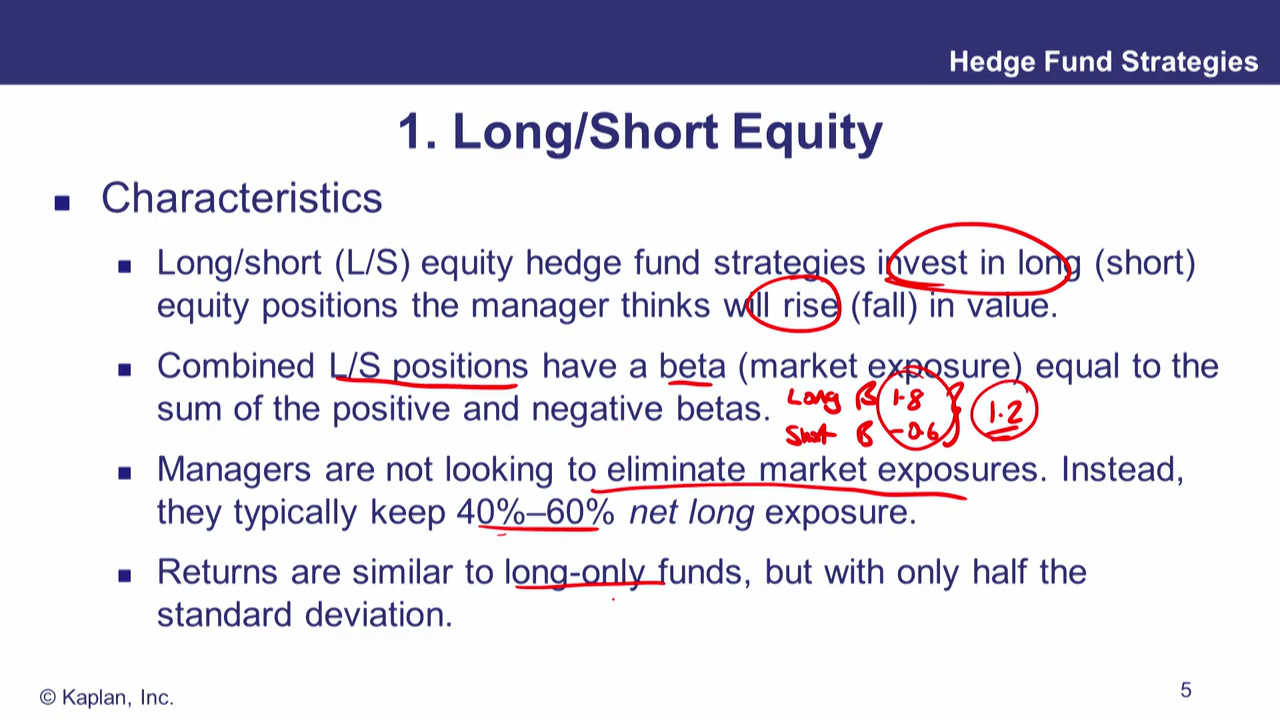 Hedge Fund Strategies
1. Long/Short Equity
Characteristics
Long/short (L/S) equity hedge fund strategies invest in long (short)
equity positions the manager thinks will rise (fall) in value.
Combined L/S positions have a beta (market exposure) equal to the
sum of the positive and negative betas.
Long β 1.8
Short β -0.6
1.2
Managers are not looking to eliminate market exposures. Instead,
they typically keep 40%–60% net long exposure.
Returns are similar to long-only funds, but with only half the
standard deviation.
© Kaplan, Inc.
5